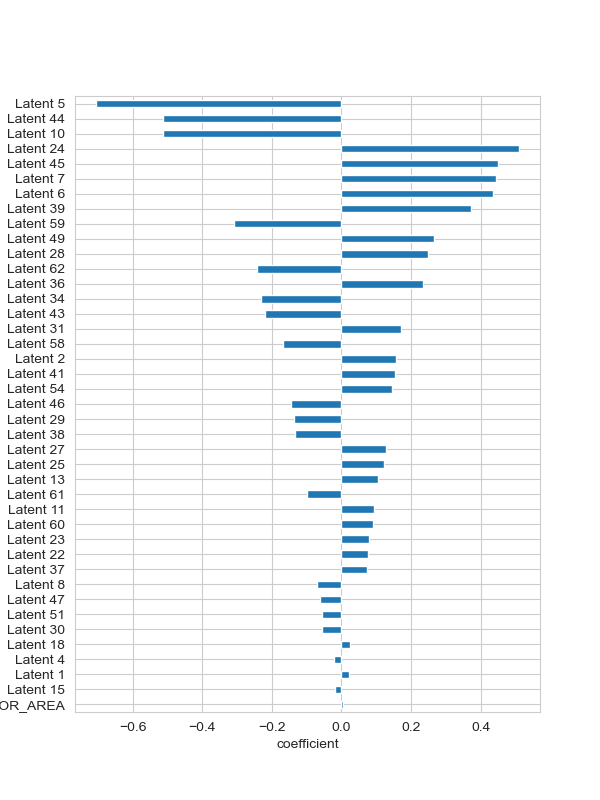 Latent 5
Latent 44
Latent 10
Latent 24
Latent 45
Latent 7
Latent 6
Latent 39
Latent 59
Latent 49
Latent 28
Latent 62
Latent 36
Latent 34
Latent 43
Latent 31
Latent 58
Latent 2
Latent 41
Latent 54
Latent 46
Latent 29
Latent 38
Latent 27
Latent 25
Latent 13
Latent 61
Latent 11
Latent 60
Latent 23
Latent 22
Latent 37
Latent 8
Latent 47
Latent 51
Latent 30
Latent 18
Latent 4
Latent 1
Latent 15
OR_AREA
−0.6 −0.4 −0.2 0.0 0.2 0.4
coefficient